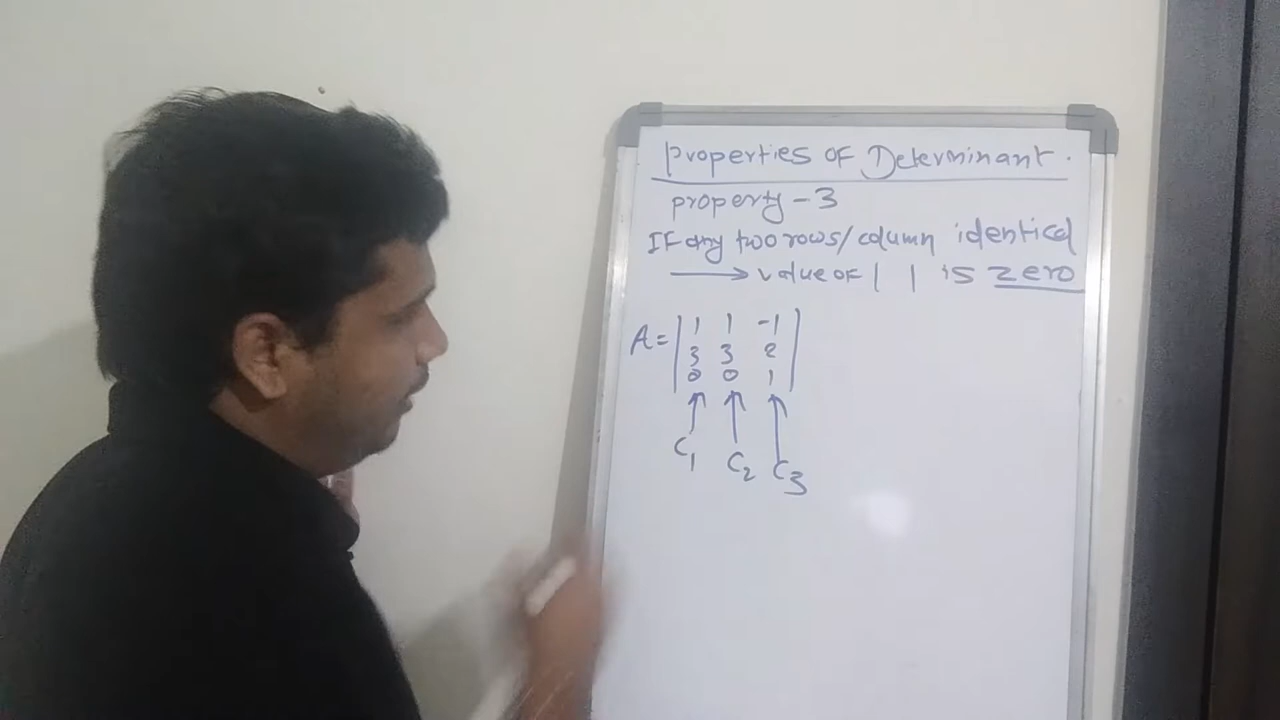 Properties OF Determinant.
property-3
IF any two rows/column identical
→ value of | | is zero
A= | 1 1 -1 |
| 3 3 2 |
| 0 0 1 |
C1 C2 C3